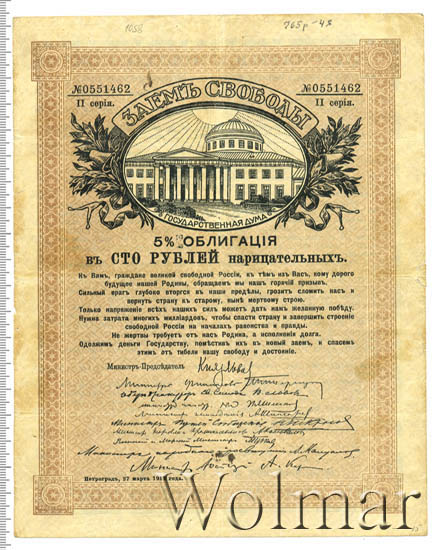 1058
765р-48
№0551462 №0551462
II серія. II серія.
ЗАЕМЪ СВОБОДЫ
ГОСУДАРСТВЕННАЯ ДУМА
5% ОБЛИГАЦІЯ
въ СТО РУБЛЕЙ нарицательныхъ.
Къ Вамъ, граждане великой свободной Россіи, къ тѣмъ изъ Васъ, кому дорого
будущее нашей Родины, обращаемъ мы нашъ горячій призывъ.
Сильный врагъ глубоко вторгся въ наши предѣлы, грозитъ сломить насъ и
вернуть страну къ старому, нынѣ мертвому строю.
Только напряженіе всѣхъ нашихъ силъ можетъ дать намъ желанную побѣду.
Нужна затрата многихъ милліардовъ, чтобы спасти страну и завершить строеніе
свободной Россіи на началахъ равенства и правды.
Не жертвы требуетъ отъ насъ Родина, а исполненія долга.
Одолжимъ деньги Государству, помѣстивъ ихъ въ новый заемъ, и спасемъ
этимъ отъ гибели нашу свободу и достояніе.
Министръ-Предсѣдатель Князь Львов
Петроградъ, 27 марта 1917 года.
Wolmar